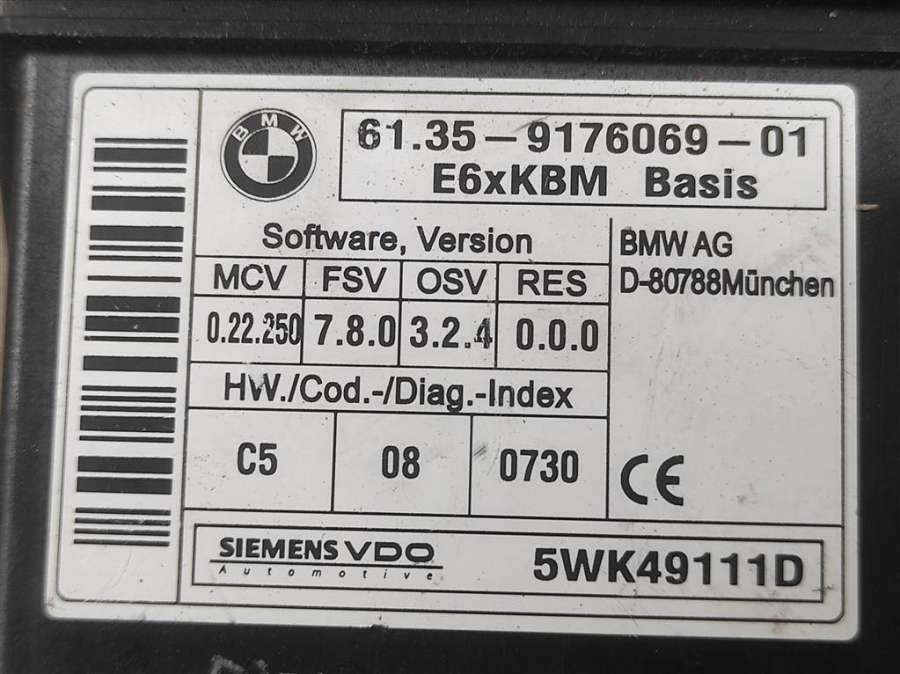 BMW
61.35-9176069-01
E6xKBM Basis
Software, Version
BMW AG
D-80788München
MCV FSV OSV RES
0.22.250 7.8.0 3.2.4 0.0.0
HW./Cod.-/Diag.-Index
C5 08 0730
CE
SIEMENS VDO
Automotive
5WK49111D